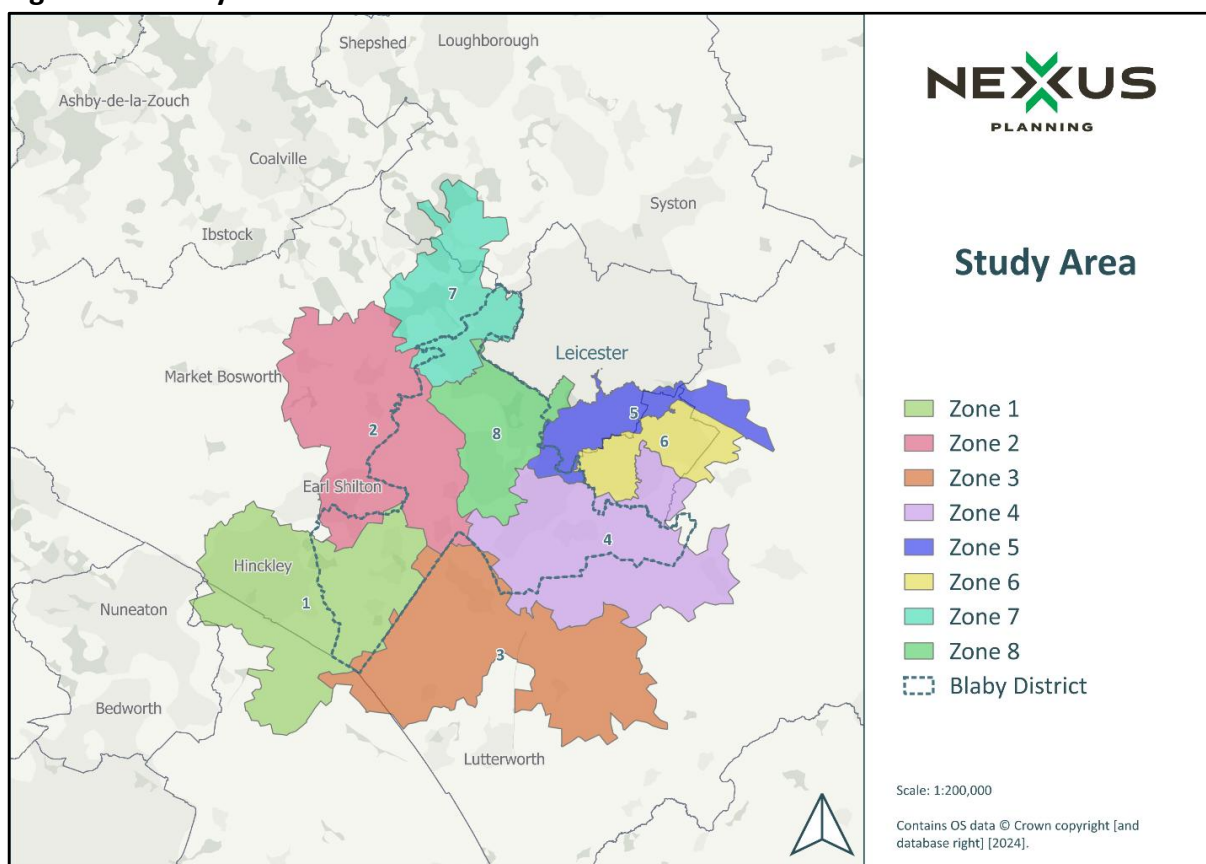 Shepshed
Loughborough
Ashby-de-la-Zouch
Coalville
Syston
Ibstock
7
Leicester
Market Bosworth
5
2
8
6
Earl Shilton
4
Hinckley
1
Nuneaton
3
Bedworth
Lutterworth
NEXUS
PLANNING
Study Area
Zone 1
Zone 2
Zone 3
Zone 4
Zone 5
Zone 6
Zone 7
Zone 8
Blaby District
Scale: 1:200,000
Contains OS data © Crown copyright [and
database right] [2024].